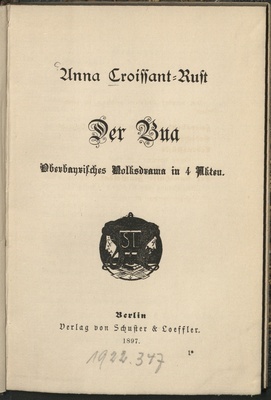 Anna Croissant-Rust
Der Bua
Oberbayrisches Volksdrama in 4 Akten.
Berlin
Verlag von Schuster & Loeffler.
1897.
1922.347
1*